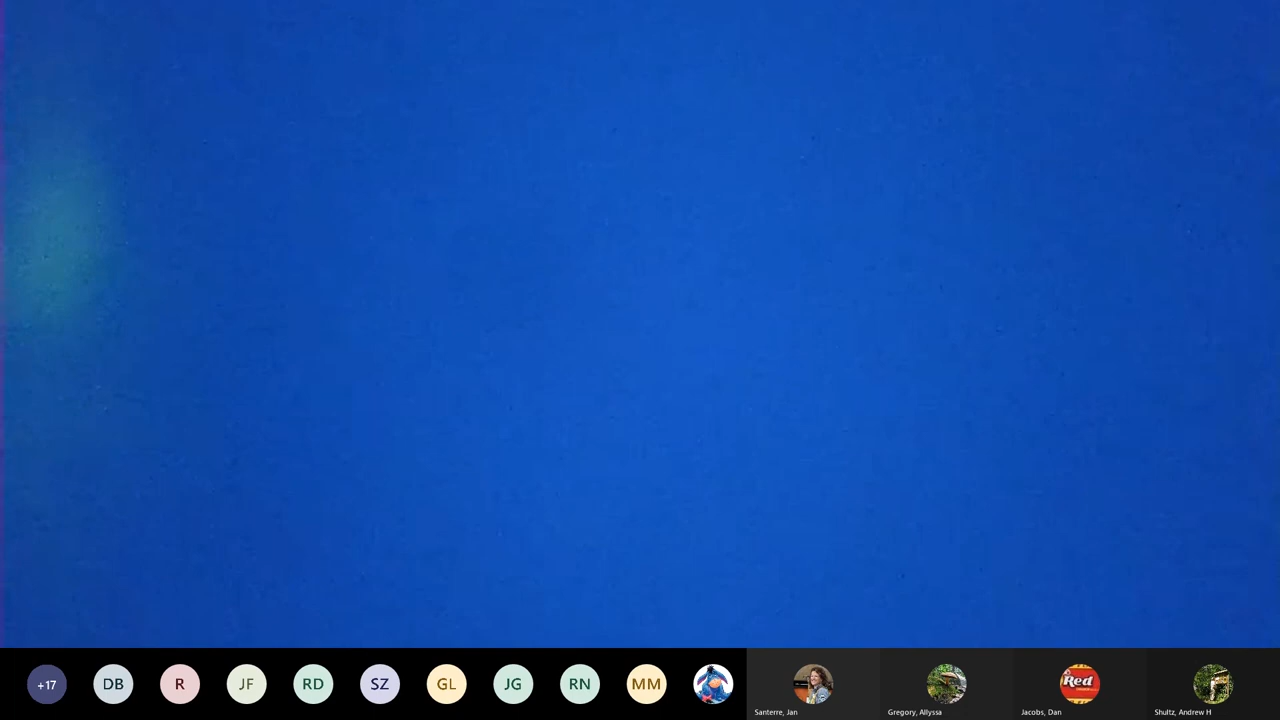 +17
DB
R
JF
RD
SZ
GL
JG
RN
MM
Red
Santerre, Jan
Gregory, Allyssa
Jacobs, Dan
Shultz, Andrew H